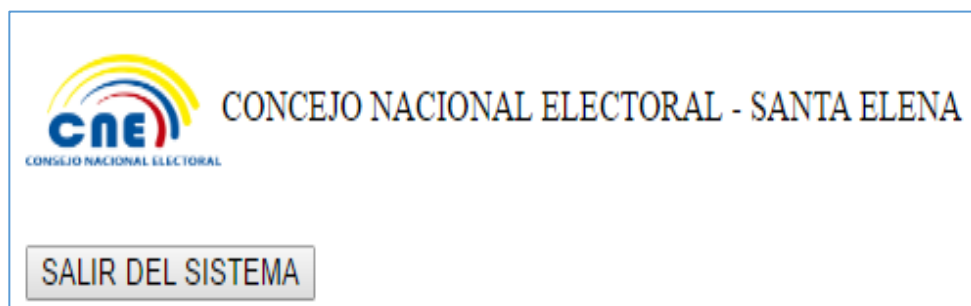 CONCEJO NACIONAL ELECTORAL - SANTA ELENA
CNE
CONSEJO NACIONAL ELECTORAL
SALIR DEL SISTEMA